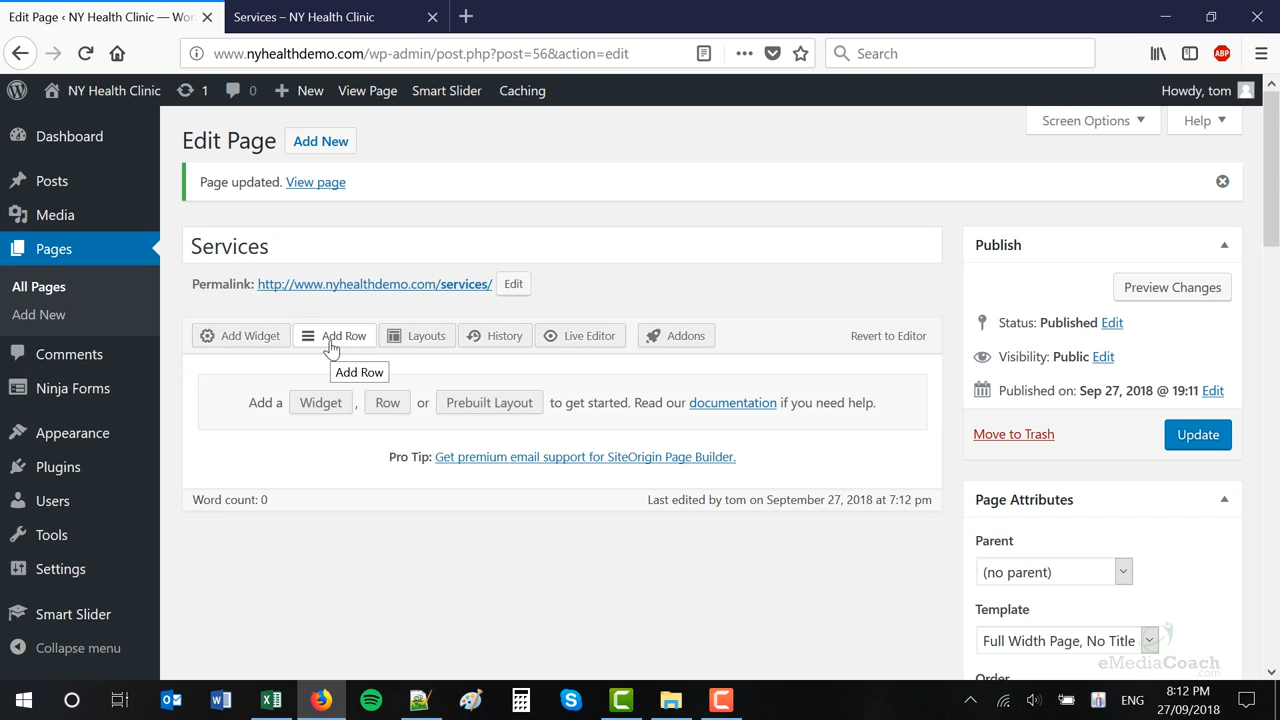 Edit Page ‹ NY Health Clinic — Wor
Services – NY Health Clinic
www.nyhealthdemo.com/wp-admin/post.php?post=56&action=edit
Search
ABP
NY Health Clinic
1
0
New
View Page
Smart Slider
Caching
Howdy, tom
Dashboard
Posts
Media
Pages
All Pages
Add New
Comments
Ninja Forms
Appearance
Plugins
Users
Tools
Settings
Smart Slider
Collapse menu
Screen Options
Help
Edit Page
Add New
Page updated. View page
Services
Permalink: http://www.nyhealthdemo.com/services/ Edit
Add Widget
Add Row
Layouts
History
Live Editor
Addons
Revert to Editor
Add Row
Add a Widget , Row or Prebuilt Layout to get started. Read our documentation if you need help.
Pro Tip: Get premium email support for SiteOrigin Page Builder.
Word count: 0
Last edited by tom on September 27, 2018 at 7:12 pm
Publish
Preview Changes
Status: Published Edit
Visibility: Public Edit
Published on: Sep 27, 2018 @ 19:11 Edit
Move to Trash
Update
Page Attributes
Parent
(no parent)
Template
Full Width Page, No Title
Order
eMediaCoach.com
ENG
8:12 PM
27/09/2018